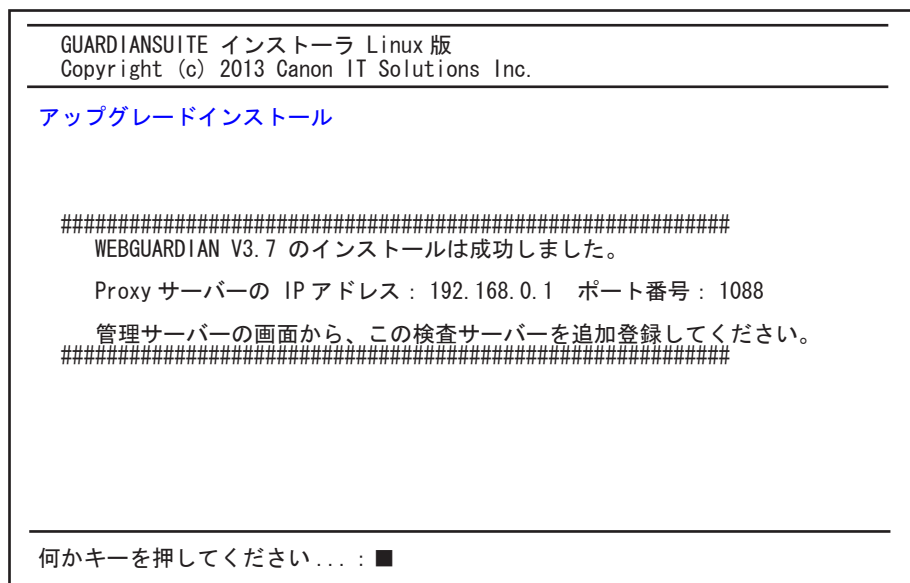 GUARDIANSUITE インストーラ Linux 版
Copyright (c) 2013 Canon IT Solutions Inc.
アップグレードインストール
###########################################################
WEBGUARDIAN V3.7 のインストールは成功しました。
Proxy サーバーの IP アドレス : 192.168.0.1 ポート番号 : 1088
管理サーバーの画面から、この検査サーバーを追加登録してください。
###########################################################
何かキーを押してください... : ■